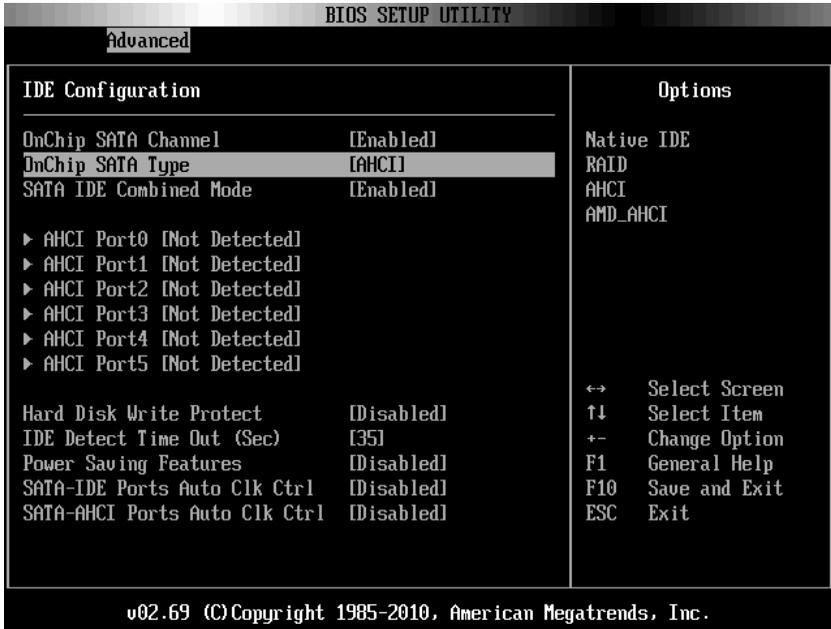 BIOS SETUP UTILITY
Advanced
IDE Configuration
OnChip SATA Channel [Enabled]
OnChip SATA Type [AHCI]
SATA IDE Combined Mode [Enabled]
AHCI Port0 [Not Detected]
AHCI Port1 [Not Detected]
AHCI Port2 [Not Detected]
AHCI Port3 [Not Detected]
AHCI Port4 [Not Detected]
AHCI Port5 [Not Detected]
Hard Disk Write Protect [Disabled]
IDE Detect Time Out (Sec) [35]
Power Saving Features [Disabled]
SATA-IDE Ports Auto Clk Ctrl [Disabled]
SATA-AHCI Ports Auto Clk Ctrl [Disabled]
Options
Native IDE
RAID
AHCI
AMD_AHCI
←→ Select Screen
↑↓ Select Item
+- Change Option
F1 General Help
F10 Save and Exit
ESC Exit
v02.69 (C)Copyright 1985-2010, American Megatrends, Inc.